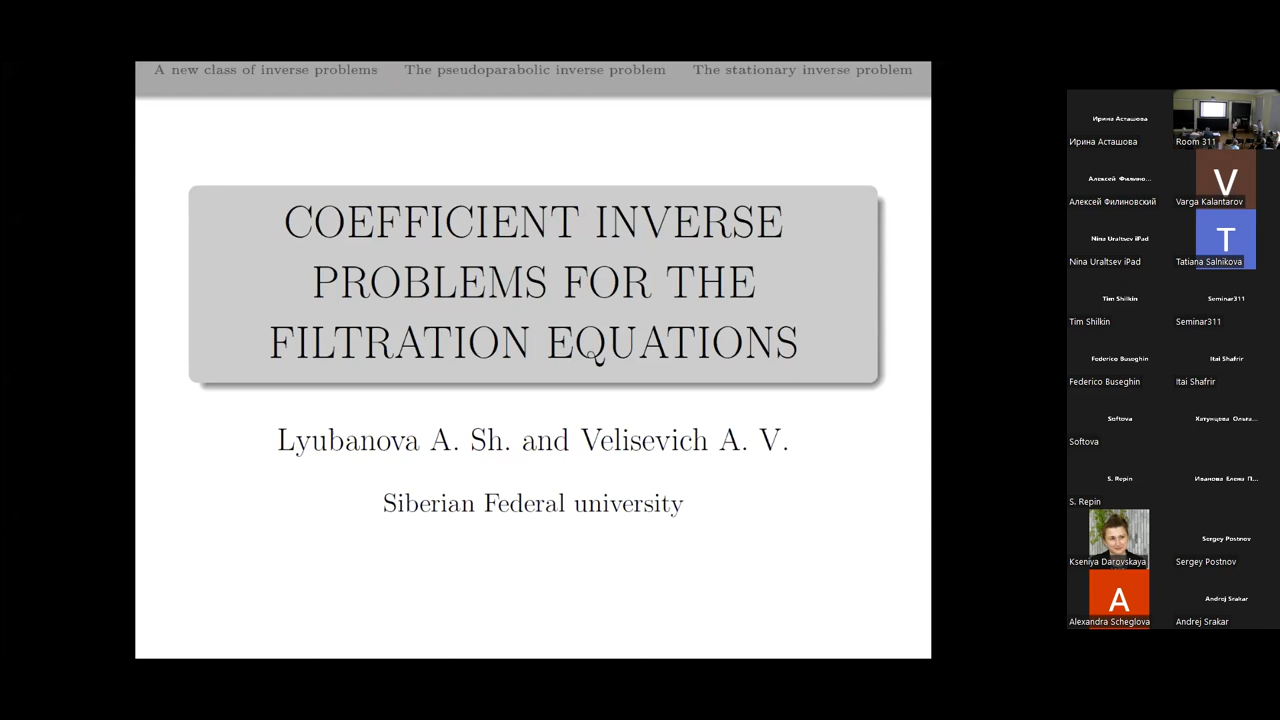 A new class of inverse problems The pseudoparabolic inverse problem The stationary inverse problem
COEFFICIENT INVERSE
PROBLEMS FOR THE
FILTRATION EQUATIONS
Lyubanova A. Sh. and Velisevich A. V.
Siberian Federal university
Ирина Асташова
Ирина Асташова
Room 311
Алексей Филино...
Алексей Филиновский
V
Varga Kalantarov
Nina Uraltsev iPad
Nina Uraltsev iPad
T
Tatiana Salnikova
Tim Shilkin
Tim Shilkin
Seminar311
Seminar311
Federico Buseghin
Federico Buseghin
Itai Shafrir
Itai Shafrir
Softova
Softova
Хатунцова Ольга...
S. Repin
S. Repin
Иванова Елена П...
Kseniya Darovskaya
Sergey Postnov
Sergey Postnov
A
Alexandra Scheglova
Andrej Srakar
Andrej Srakar